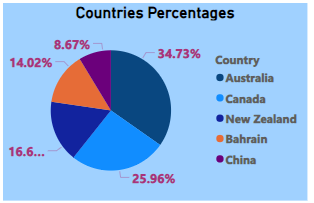 Countries Percentages
8.67%
34.73%
14.02%
16.6...
25.96%
Country
Australia
Canada
New Zealand
Bahrain
China